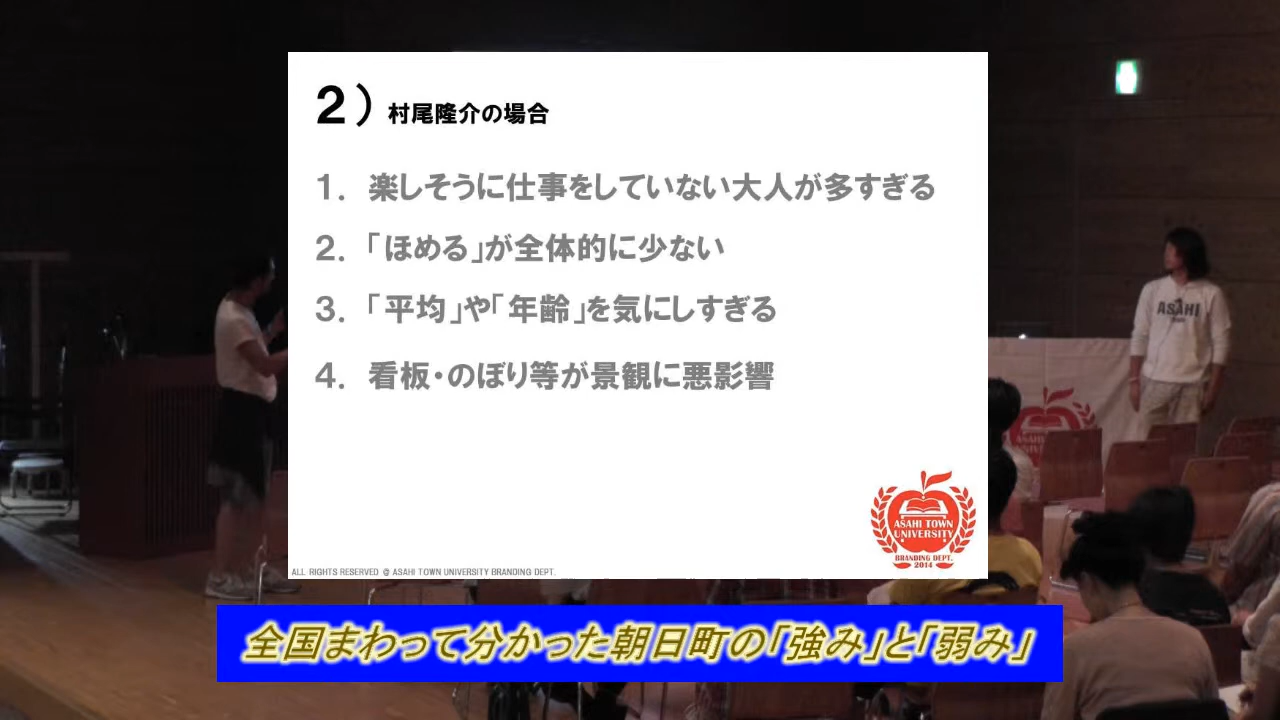 2）村尾隆介の場合
1. 楽しそうに仕事をしていない大人が多すぎる
2. 「ほめる」が全体的に少ない
3. 「平均」や「年齢」を気にしすぎる
4. 看板・のぼり等が景観に悪影響
ASAHI
ASAHI TOWN
UNIVERSITY
BRANDING DEPT.
2014
ALL RIGHTS RESERVED @ ASAHI TOWN UNIVERSITY BRANDING DEPT.
全国まわって分かった朝日町の「強み」と「弱み」